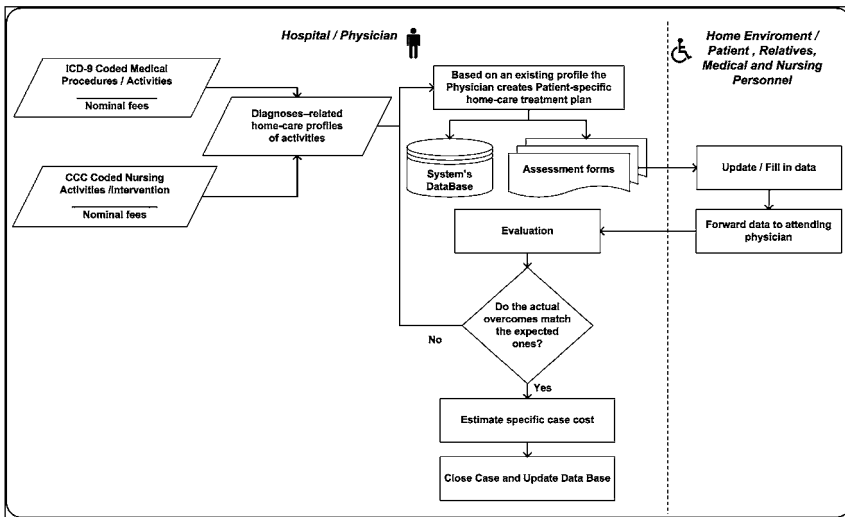 Hospital / Physician
Home Enviroment /
Patient , Relatives,
Medical and Nursing
Personnel
ICD-9 Coded Medical
Procedures / Activities
Nominal fees
Diagnoses–related
home-care profiles
of activities
CCC Coded Nursing
Activities /Intervention
Nominal fees
Based on an existing profile the
Physician creates Patient-specific
home-care treatment plan
System's
DataBase
Assessment forms
Update / Fill in data
Forward data to attending
physician
Evaluation
Do the actual
overcomes match
the expected
ones?
No
Yes
Estimate specific case cost
Close Case and Update Data Base